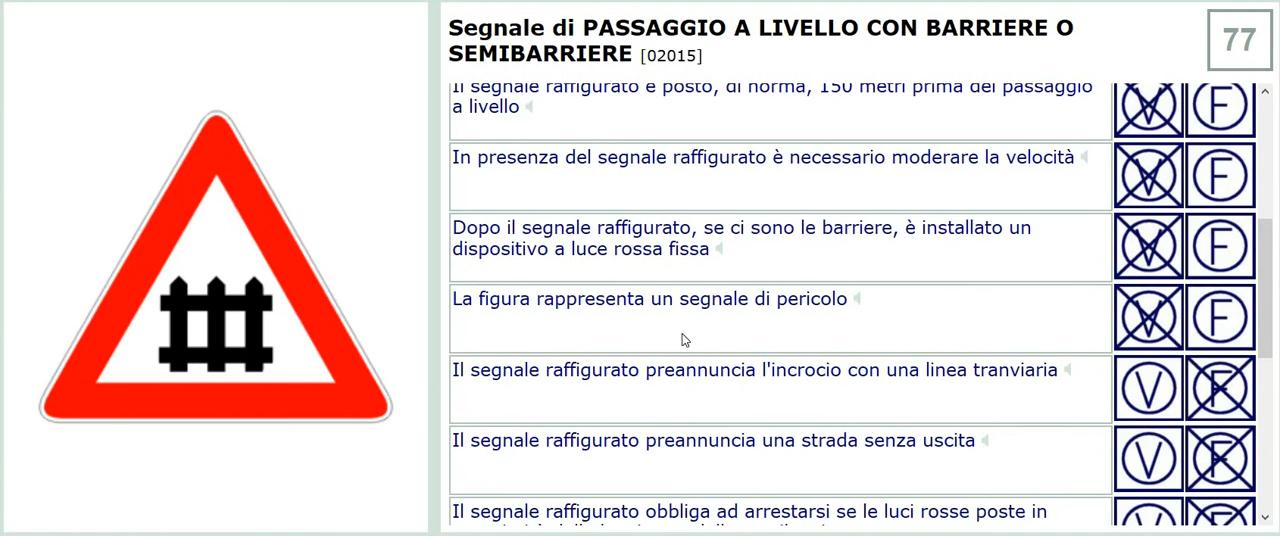 Segnale di PASSAGGIO A LIVELLO CON BARRIERE O
SEMIBARRIERE [02015]
77
Il segnale raffigurato è posto, di norma, 150 metri prima del passaggio
a livello
V F
In presenza del segnale raffigurato è necessario moderare la velocità
V F
Dopo il segnale raffigurato, se ci sono le barriere, è installato un
dispositivo a luce rossa fissa
V F
La figura rappresenta un segnale di pericolo
V F
Il segnale raffigurato preannuncia l'incrocio con una linea tranviaria
V F
Il segnale raffigurato preannuncia una strada senza uscita
V F
Il segnale raffigurato obbliga ad arrestarsi se le luci rosse poste in